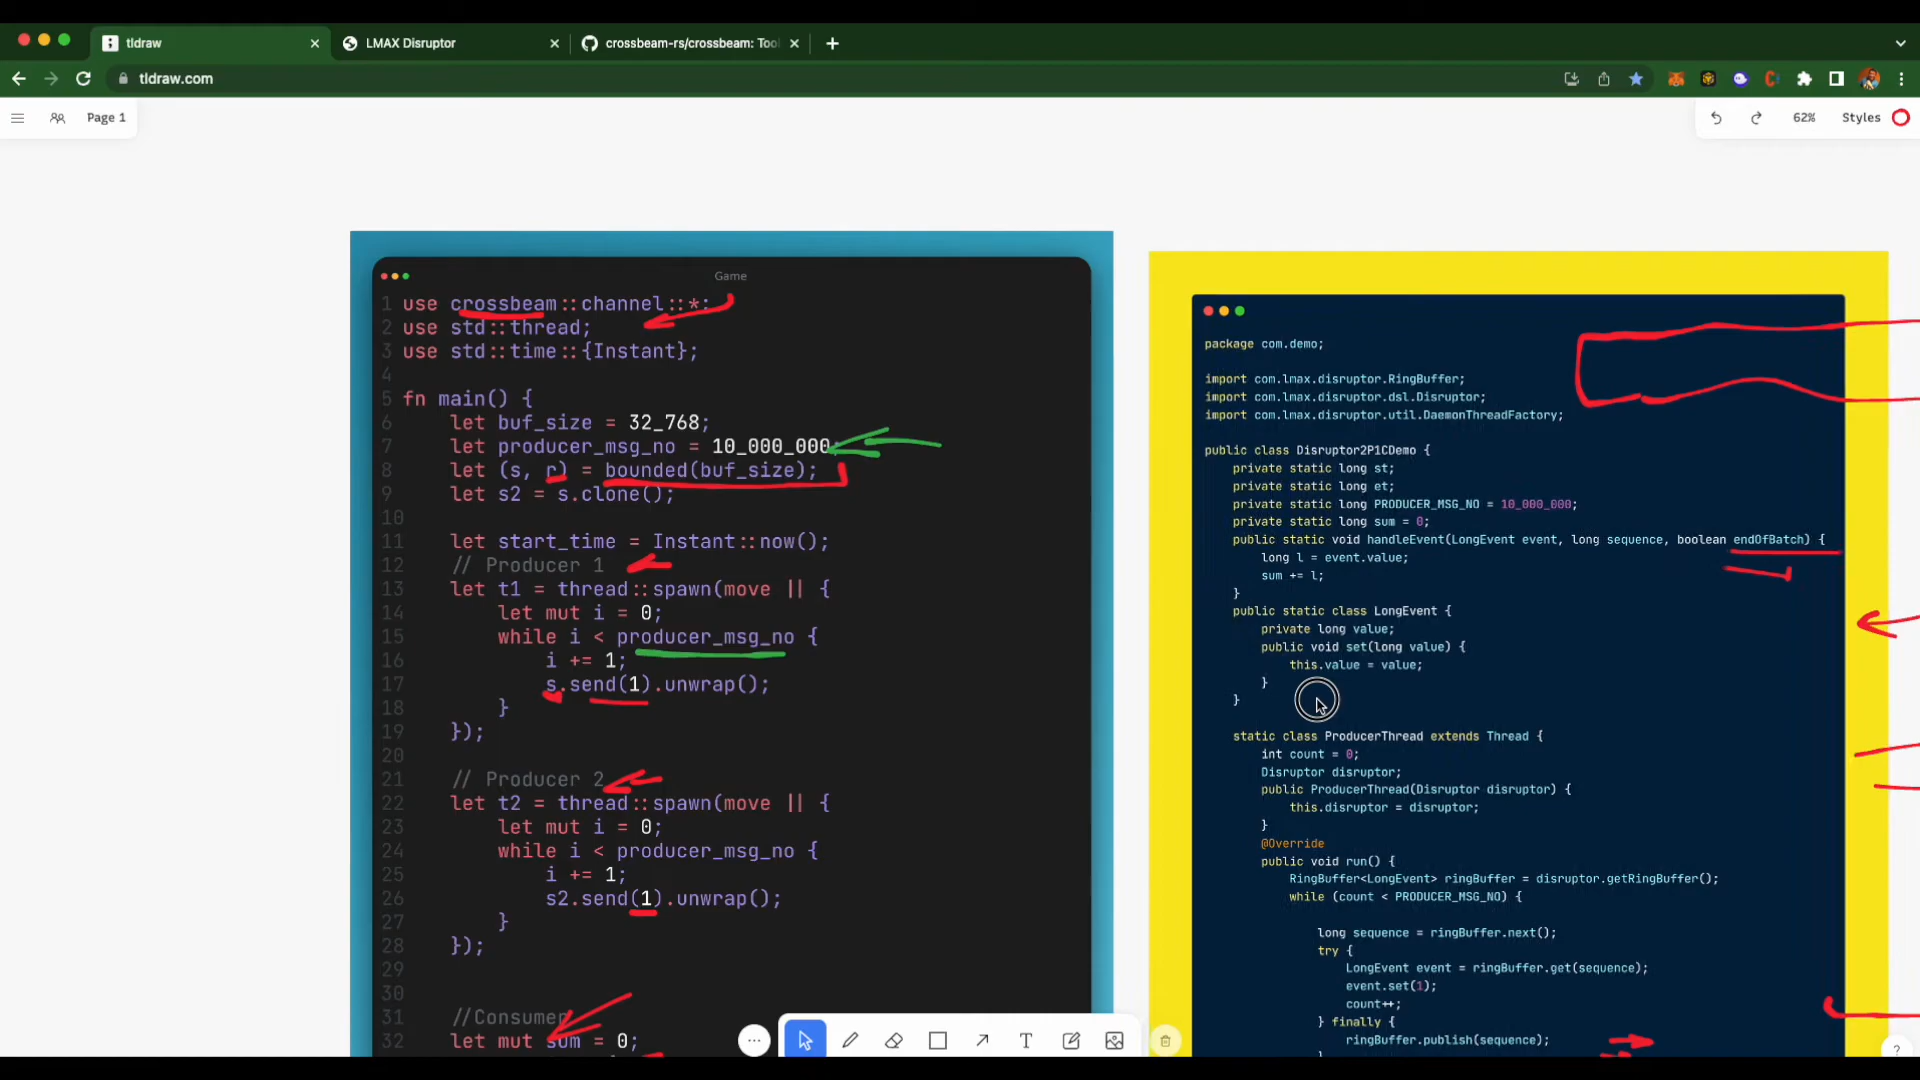 tldraw
LMAX Disruptor
crossbeam-rs/crossbeam: Too
tldraw.com
Page 1
62%
Styles
Game
1 use crossbeam::channel::*;
2 use std::thread;
3 use std::time::{Instant};
4
5 fn main() {
6 let buf_size = 32_768;
7 let producer_msg_no = 10_000_000;
8 let (s, r) = bounded(buf_size);
9 let s2 = s.clone();
10
11 let start_time = Instant::now();
12 // Producer 1
13 let t1 = thread::spawn(move || {
14 let mut i = 0;
15 while i < producer_msg_no {
16 i += 1;
17 s.send(1).unwrap();
18 }
19 });
20
21 // Producer 2
22 let t2 = thread::spawn(move || {
23 let mut i = 0;
24 while i < producer_msg_no {
25 i += 1;
26 s2.send(1).unwrap();
27 }
28 });
29
30
31 //Consumer
32 let mut sum = 0;
package com.demo;
import com.lmax.disruptor.RingBuffer;
import com.lmax.disruptor.dsl.Disruptor;
import com.lmax.disruptor.util.DaemonThreadFactory;
public class Disruptor2P1CDemo {
private static long st;
private static long et;
private static long PRODUCER_MSG_NO = 10_000_000;
private static long sum = 0;
public static void handleEvent(LongEvent event, long sequence, boolean endOfBatch) {
long l = event.value;
sum += l;
}
public static class LongEvent {
private long value;
public void set(long value) {
this.value = value;
}
}
static class ProducerThread extends Thread {
int count = 0;
Disruptor disruptor;
public ProducerThread(Disruptor disruptor) {
this.disruptor = disruptor;
}
@Override
public void run() {
RingBuffer<LongEvent> ringBuffer = disruptor.getRingBuffer();
while (count < PRODUCER_MSG_NO) {
long sequence = ringBuffer.next();
try {
LongEvent event = ringBuffer.get(sequence);
event.set(1);
count++;
} finally {
ringBuffer.publish(sequence);